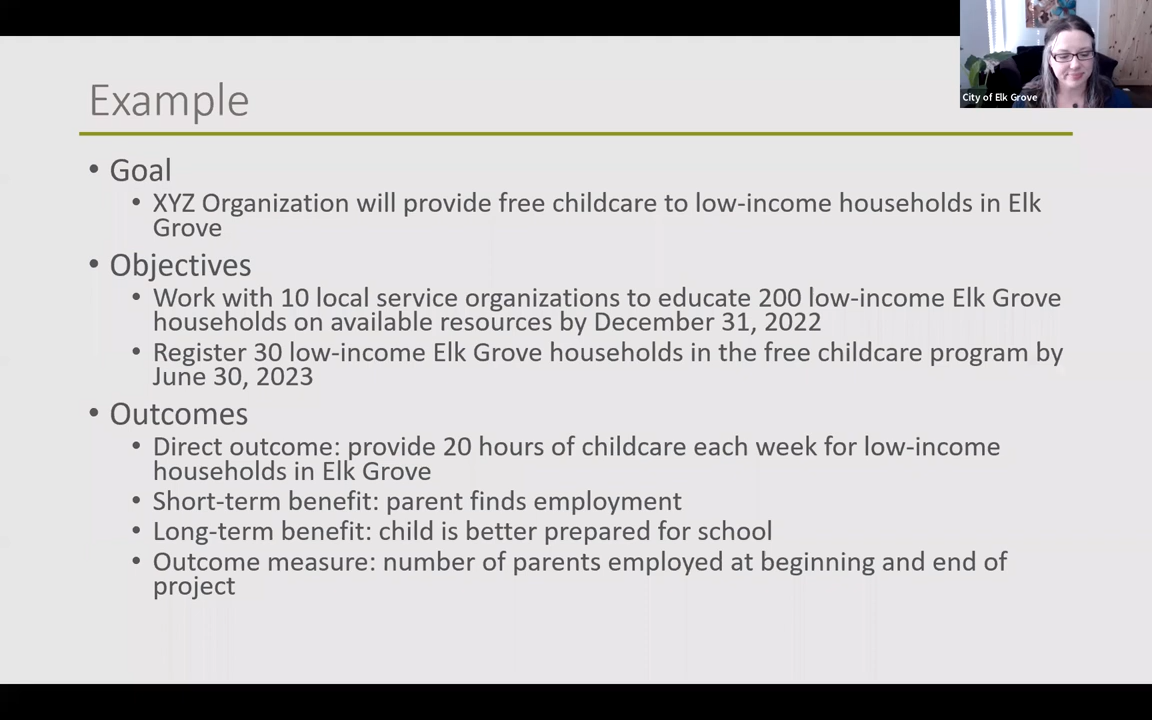 City of Elk Grove
Example
• Goal
• XYZ Organization will provide free childcare to low-income households in Elk
Grove
• Objectives
• Work with 10 local service organizations to educate 200 low-income Elk Grove
households on available resources by December 31, 2022
• Register 30 low-income Elk Grove households in the free childcare program by
June 30, 2023
• Outcomes
• Direct outcome: provide 20 hours of childcare each week for low-income
households in Elk Grove
• Short-term benefit: parent finds employment
• Long-term benefit: child is better prepared for school
• Outcome measure: number of parents employed at beginning and end of
project